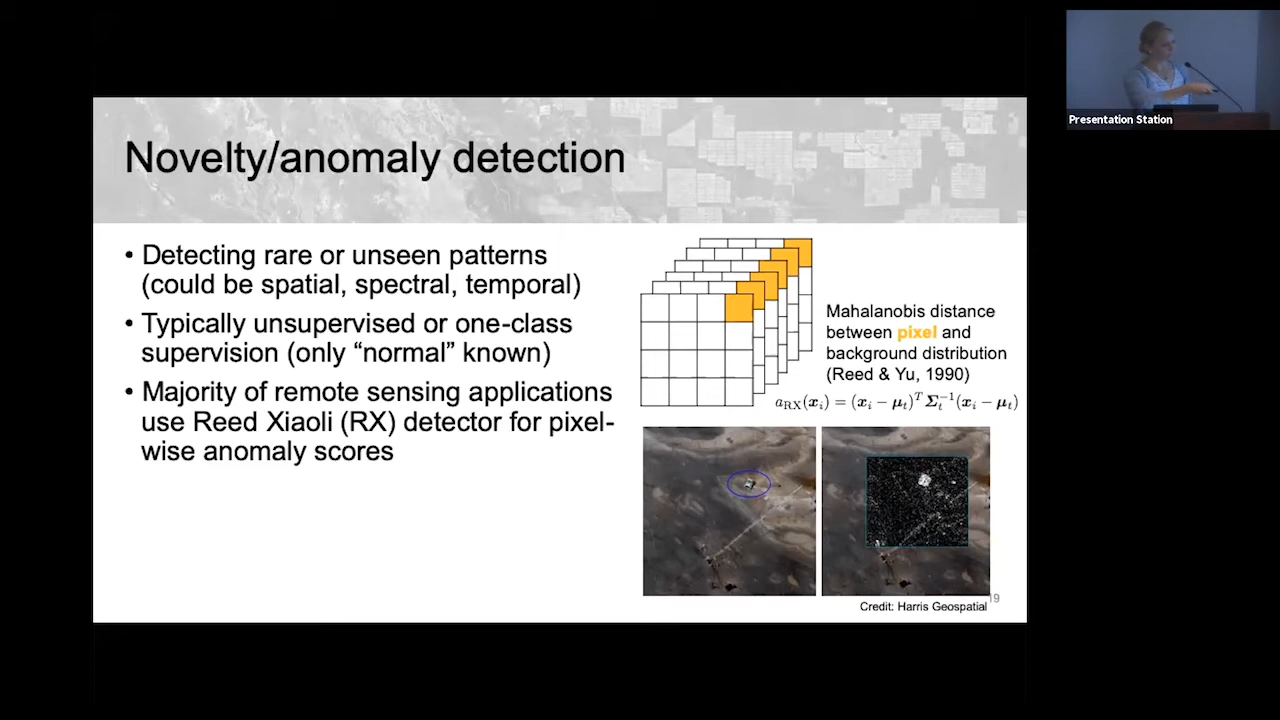 Presentation Station
Novelty/anomaly detection
• Detecting rare or unseen patterns
(could be spatial, spectral, temporal)
• Typically unsupervised or one-class
supervision (only “normal” known)
• Majority of remote sensing applications
use Reed Xiaoli (RX) detector for pixel-
wise anomaly scores
Mahalanobis distance
between pixel and
background distribution
(Reed & Yu, 1990)
a_RX(x_i) = (x_i − μ_t)^T Σ_t^−1 (x_i − μ_t)
Credit: Harris Geospatial
19